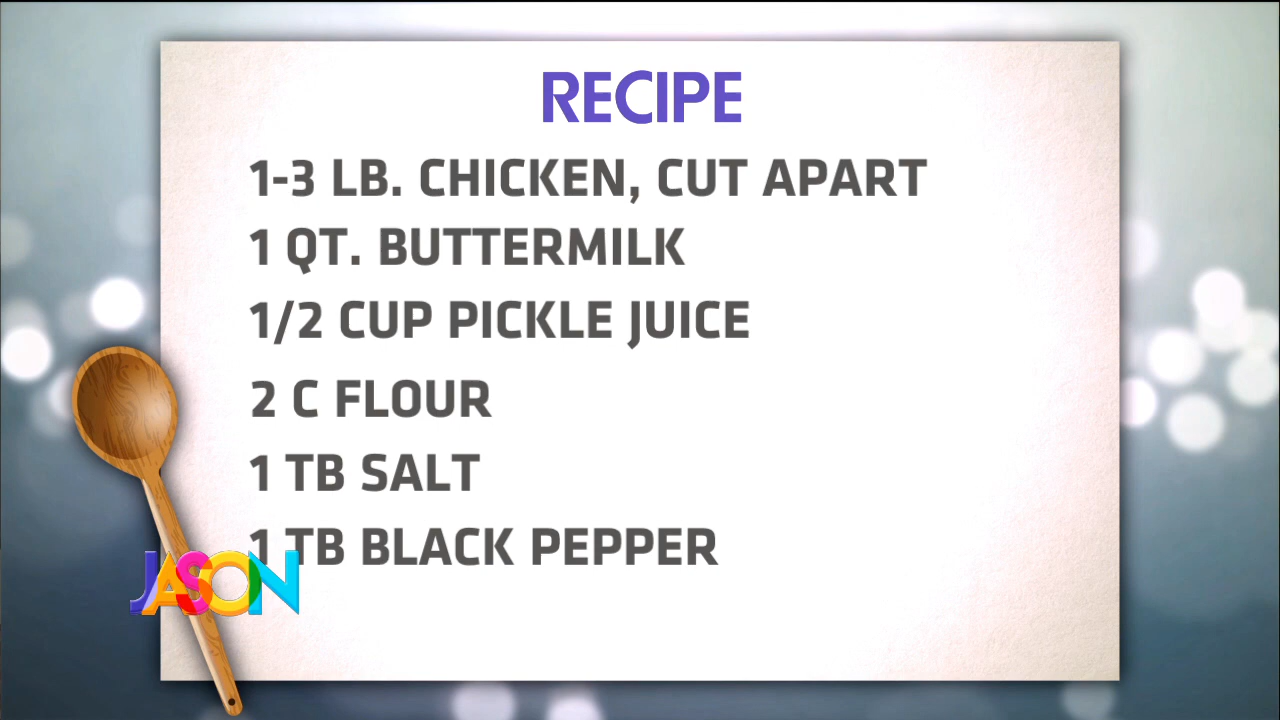 RECIPE
1-3 LB. CHICKEN, CUT APART
1 QT. BUTTERMILK
1/2 CUP PICKLE JUICE
2 C FLOUR
1 TB SALT
1 TB BLACK PEPPER
JASON